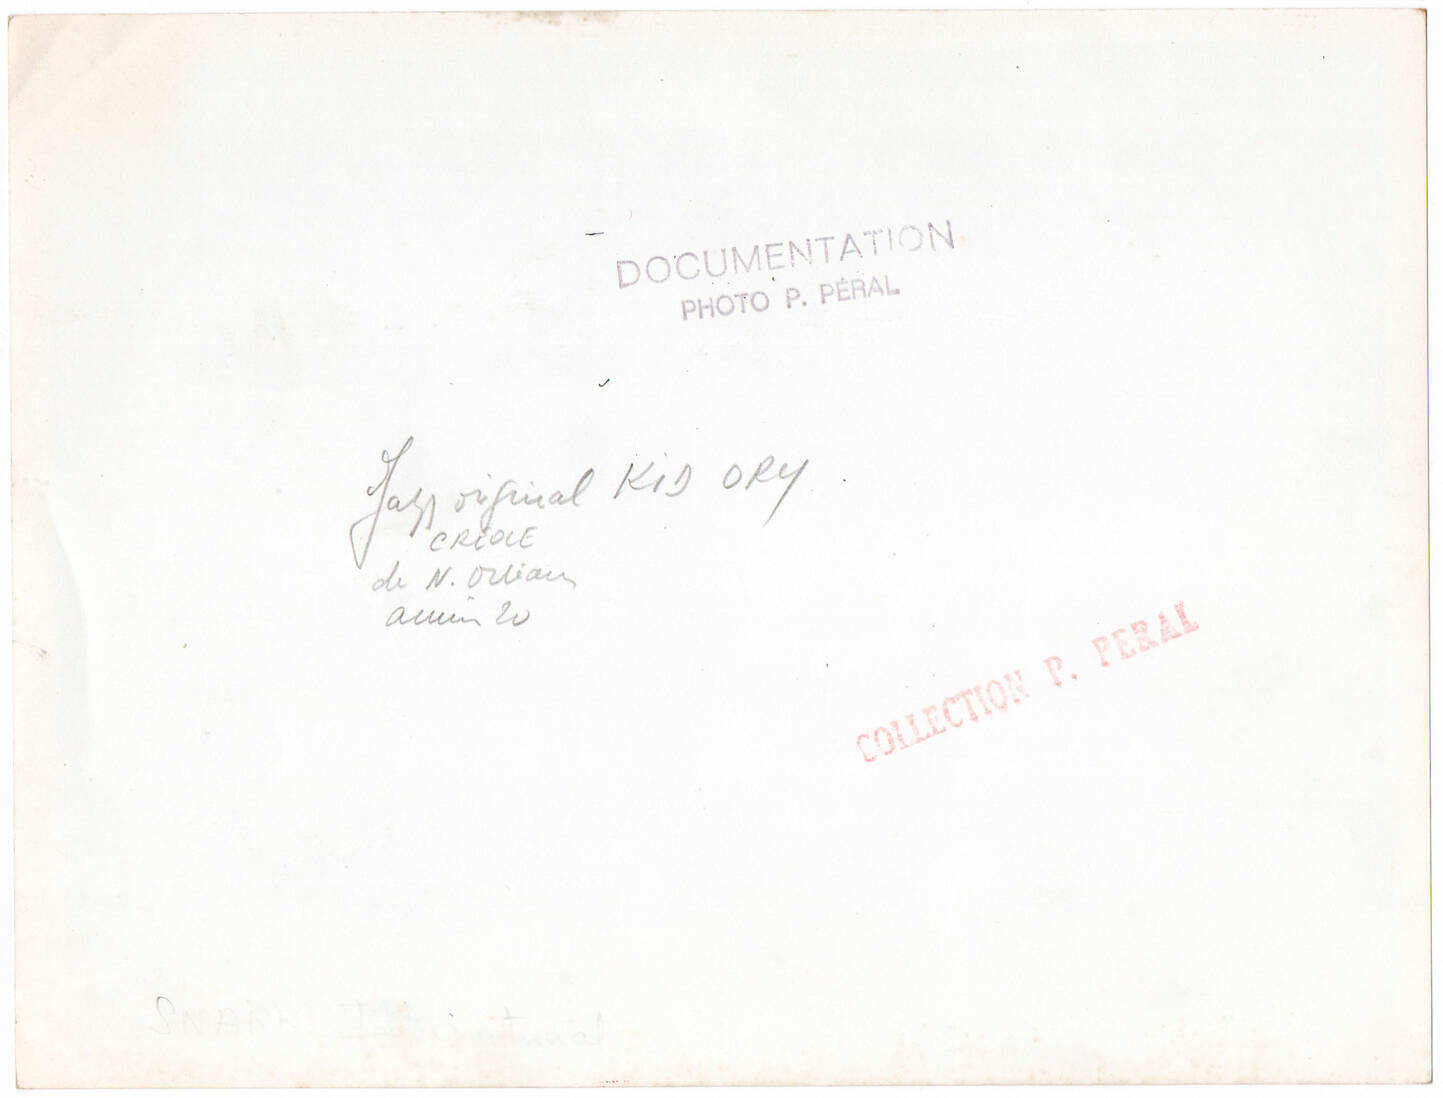 DOCUMENTATION
PHOTO P. PÉRAL
Jazz original KID ORY
CREOLE
de N. Orléans
années 20
COLLECTION P. PERAL